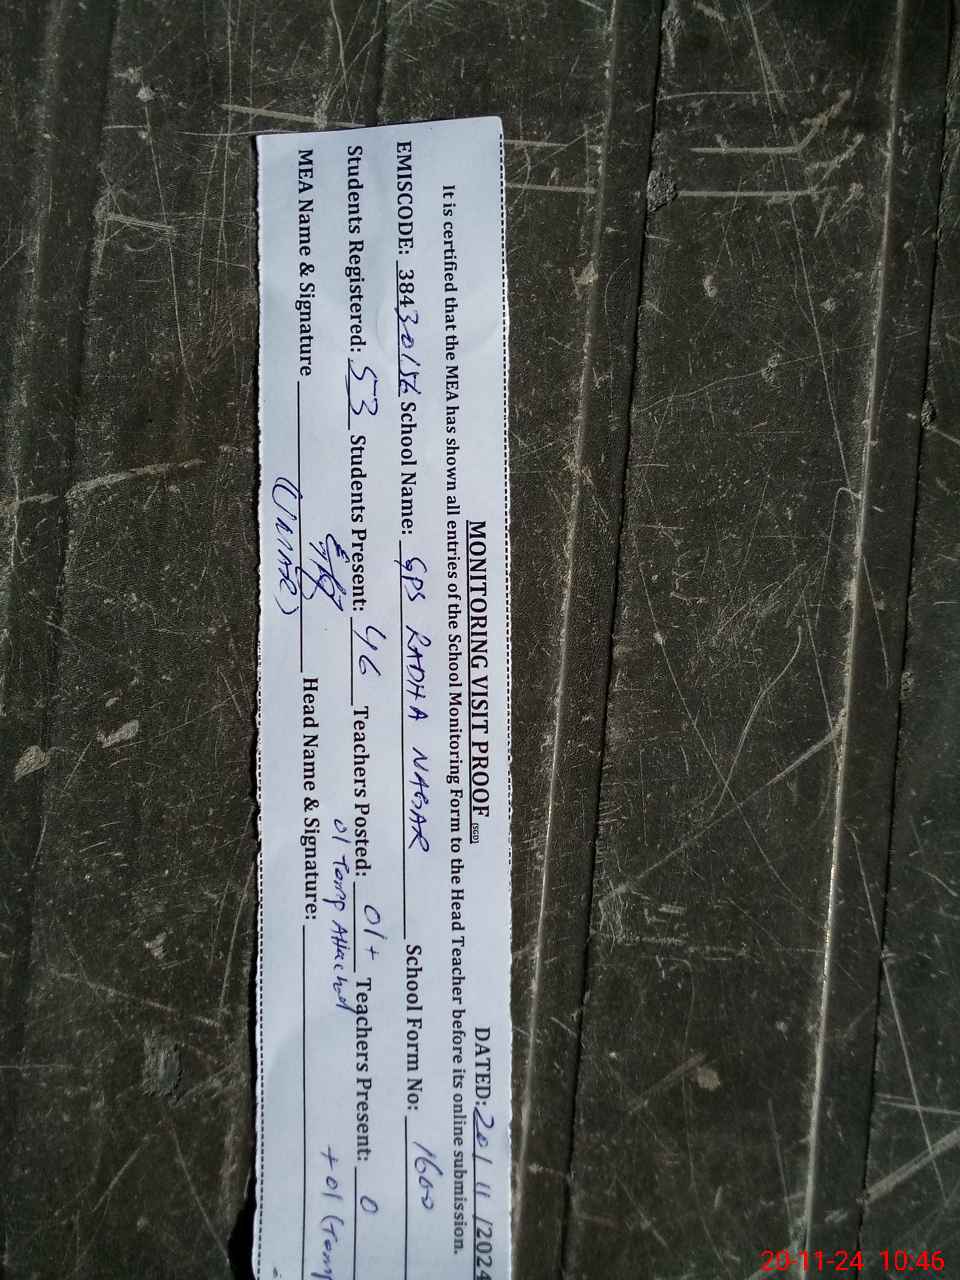 MONITORING VISIT PROOF (SGD) DATED: 20/11/2024
It is certified that the MEA has shown all entries of the School Monitoring Form to the Head Teacher before its online submission.
EMISCODE: 38430156 School Name: GPS RADHA NAGAR School Form No: 1600
Students Registered: 53 Students Present: 46 Teachers Posted: 01+ Teachers Present: 0
01 Temp Attached +01 (Temp
MEA Name & Signature Head Name & Signature:
(UMAR)
20-11-24 10:46